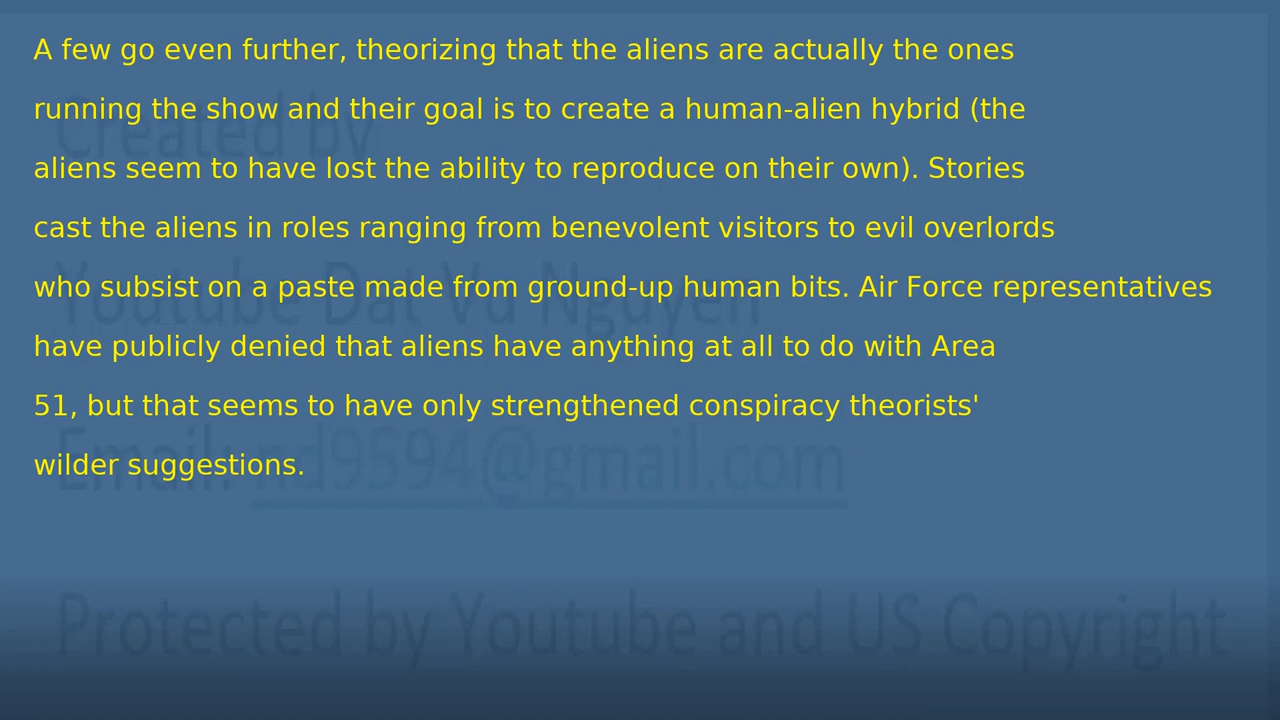 A few go even further, theorizing that the aliens are actually the ones
running the show and their goal is to create a human-alien hybrid (the
Created by
aliens seem to have lost the ability to reproduce on their own). Stories
cast the aliens in roles ranging from benevolent visitors to evil overlords
who subsist on a paste made from ground-up human bits. Air Force representatives
Youtube Dat Vu Nguyen
have publicly denied that aliens have anything at all to do with Area
51, but that seems to have only strengthened conspiracy theorists'
wilder suggestions.
Email: nd9594@gmail.com
Protected by Youtube and US Copyright